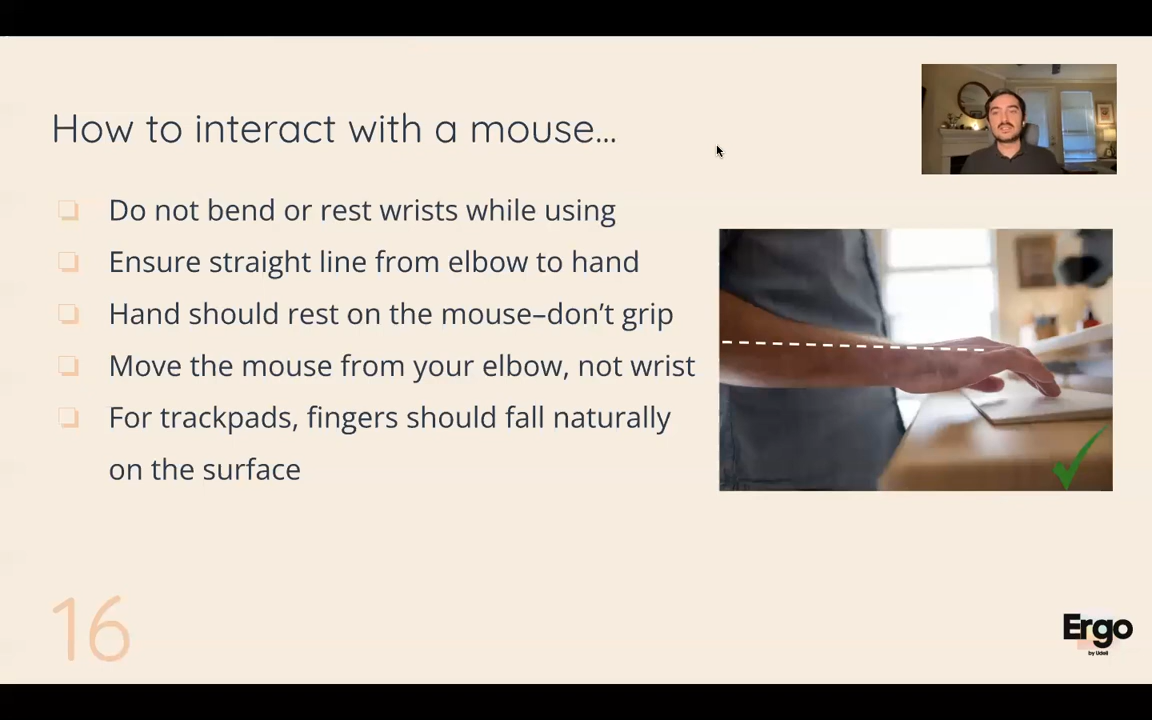 How to interact with a mouse...
Do not bend or rest wrists while using
Ensure straight line from elbow to hand
Hand should rest on the mouse–don’t grip
Move the mouse from your elbow, not wrist
For trackpads, fingers should fall naturally
on the surface
16
Ergo
by Udeli